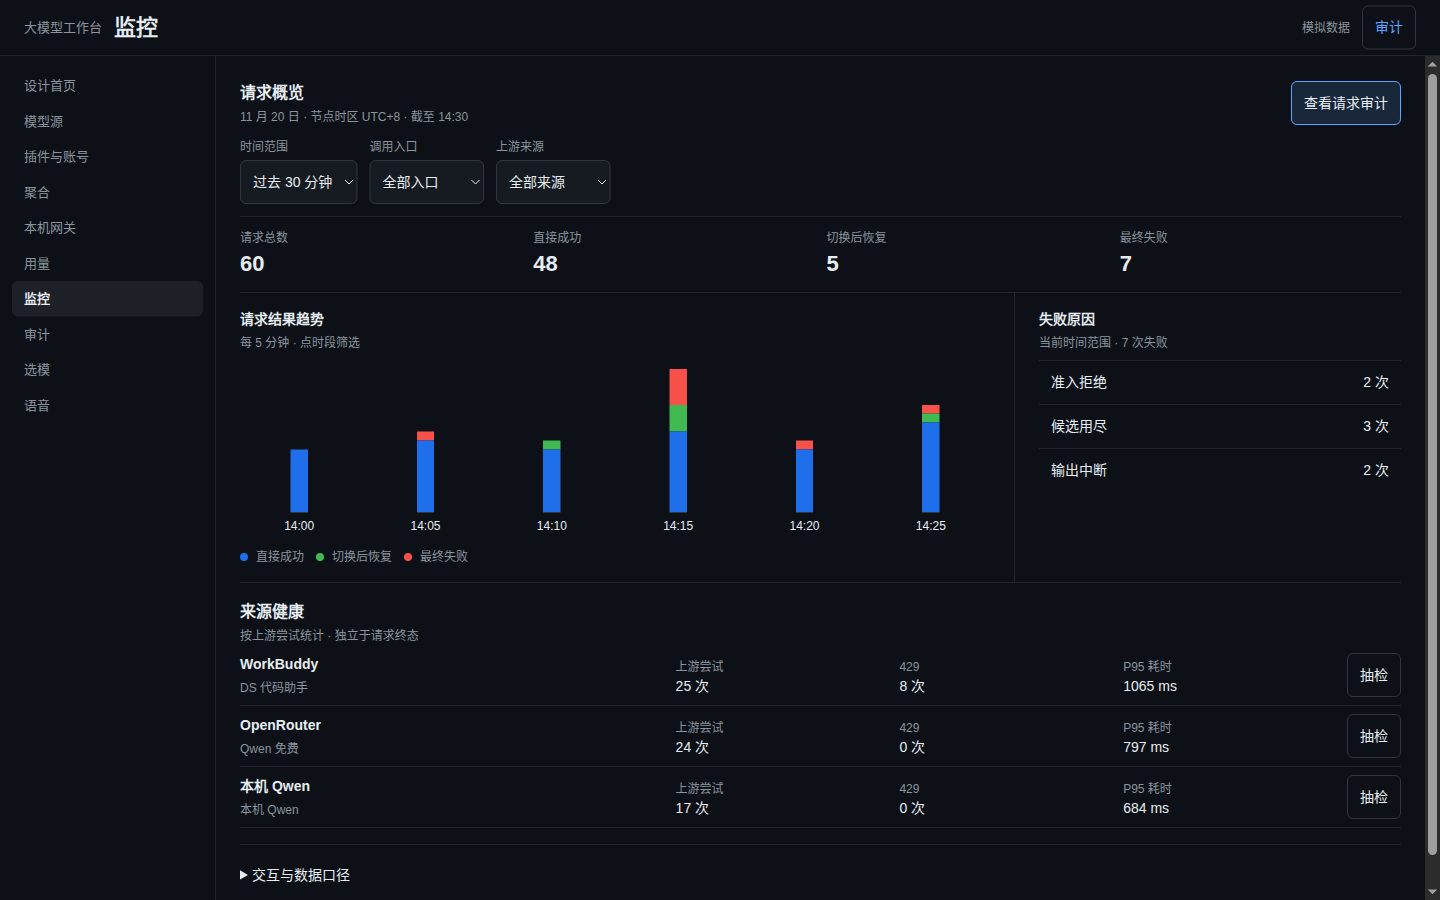 大模型工作台 监控 模拟数据 审计
设计首页
模型源
插件与账号
聚合
本机网关
用量
监控
审计
选模
语音
请求概览
11 月 20 日 · 节点时区 UTC+8 · 截至 14:30
查看请求审计
时间范围 调用入口 上游来源
过去 30 分钟 全部入口 全部来源
请求总数 直接成功 切换后恢复 最终失败
60 48 5 7
请求结果趋势
每 5 分钟 · 点时段筛选
14:00 14:05 14:10 14:15 14:20 14:25
直接成功 切换后恢复 最终失败
失败原因
当前时间范围 · 7 次失败
准入拒绝 2 次
候选用尽 3 次
输出中断 2 次
来源健康
按上游尝试统计 · 独立于请求终态
WorkBuddy 上游尝试 429 P95 耗时
DS 代码助手 25 次 8 次 1065 ms 抽检
OpenRouter 上游尝试 429 P95 耗时
Qwen 免费 24 次 0 次 797 ms 抽检
本机 Qwen 上游尝试 429 P95 耗时
本机 Qwen 17 次 0 次 684 ms 抽检
交互与数据口径